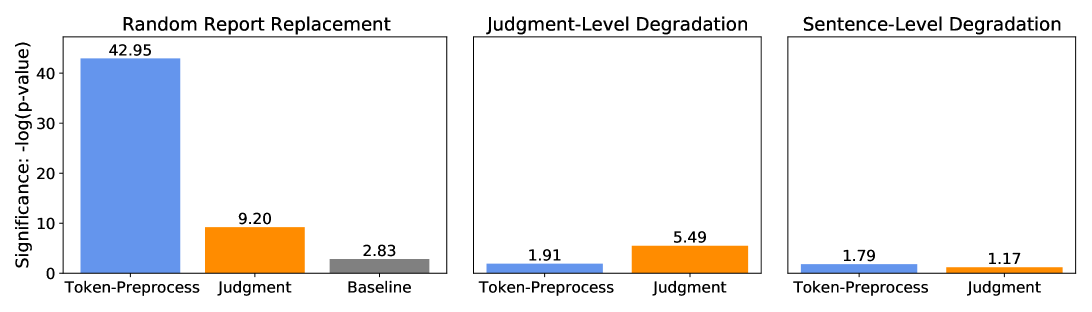 Random Report Replacement
Judgment-Level Degradation
Sentence-Level Degradation
Significance: -log(p-value)
40
30
20
10
0
42.95
9.20
2.83
Token-Preprocess
Judgment
Baseline
1.91
5.49
Token-Preprocess
Judgment
1.79
1.17
Token-Preprocess
Judgment